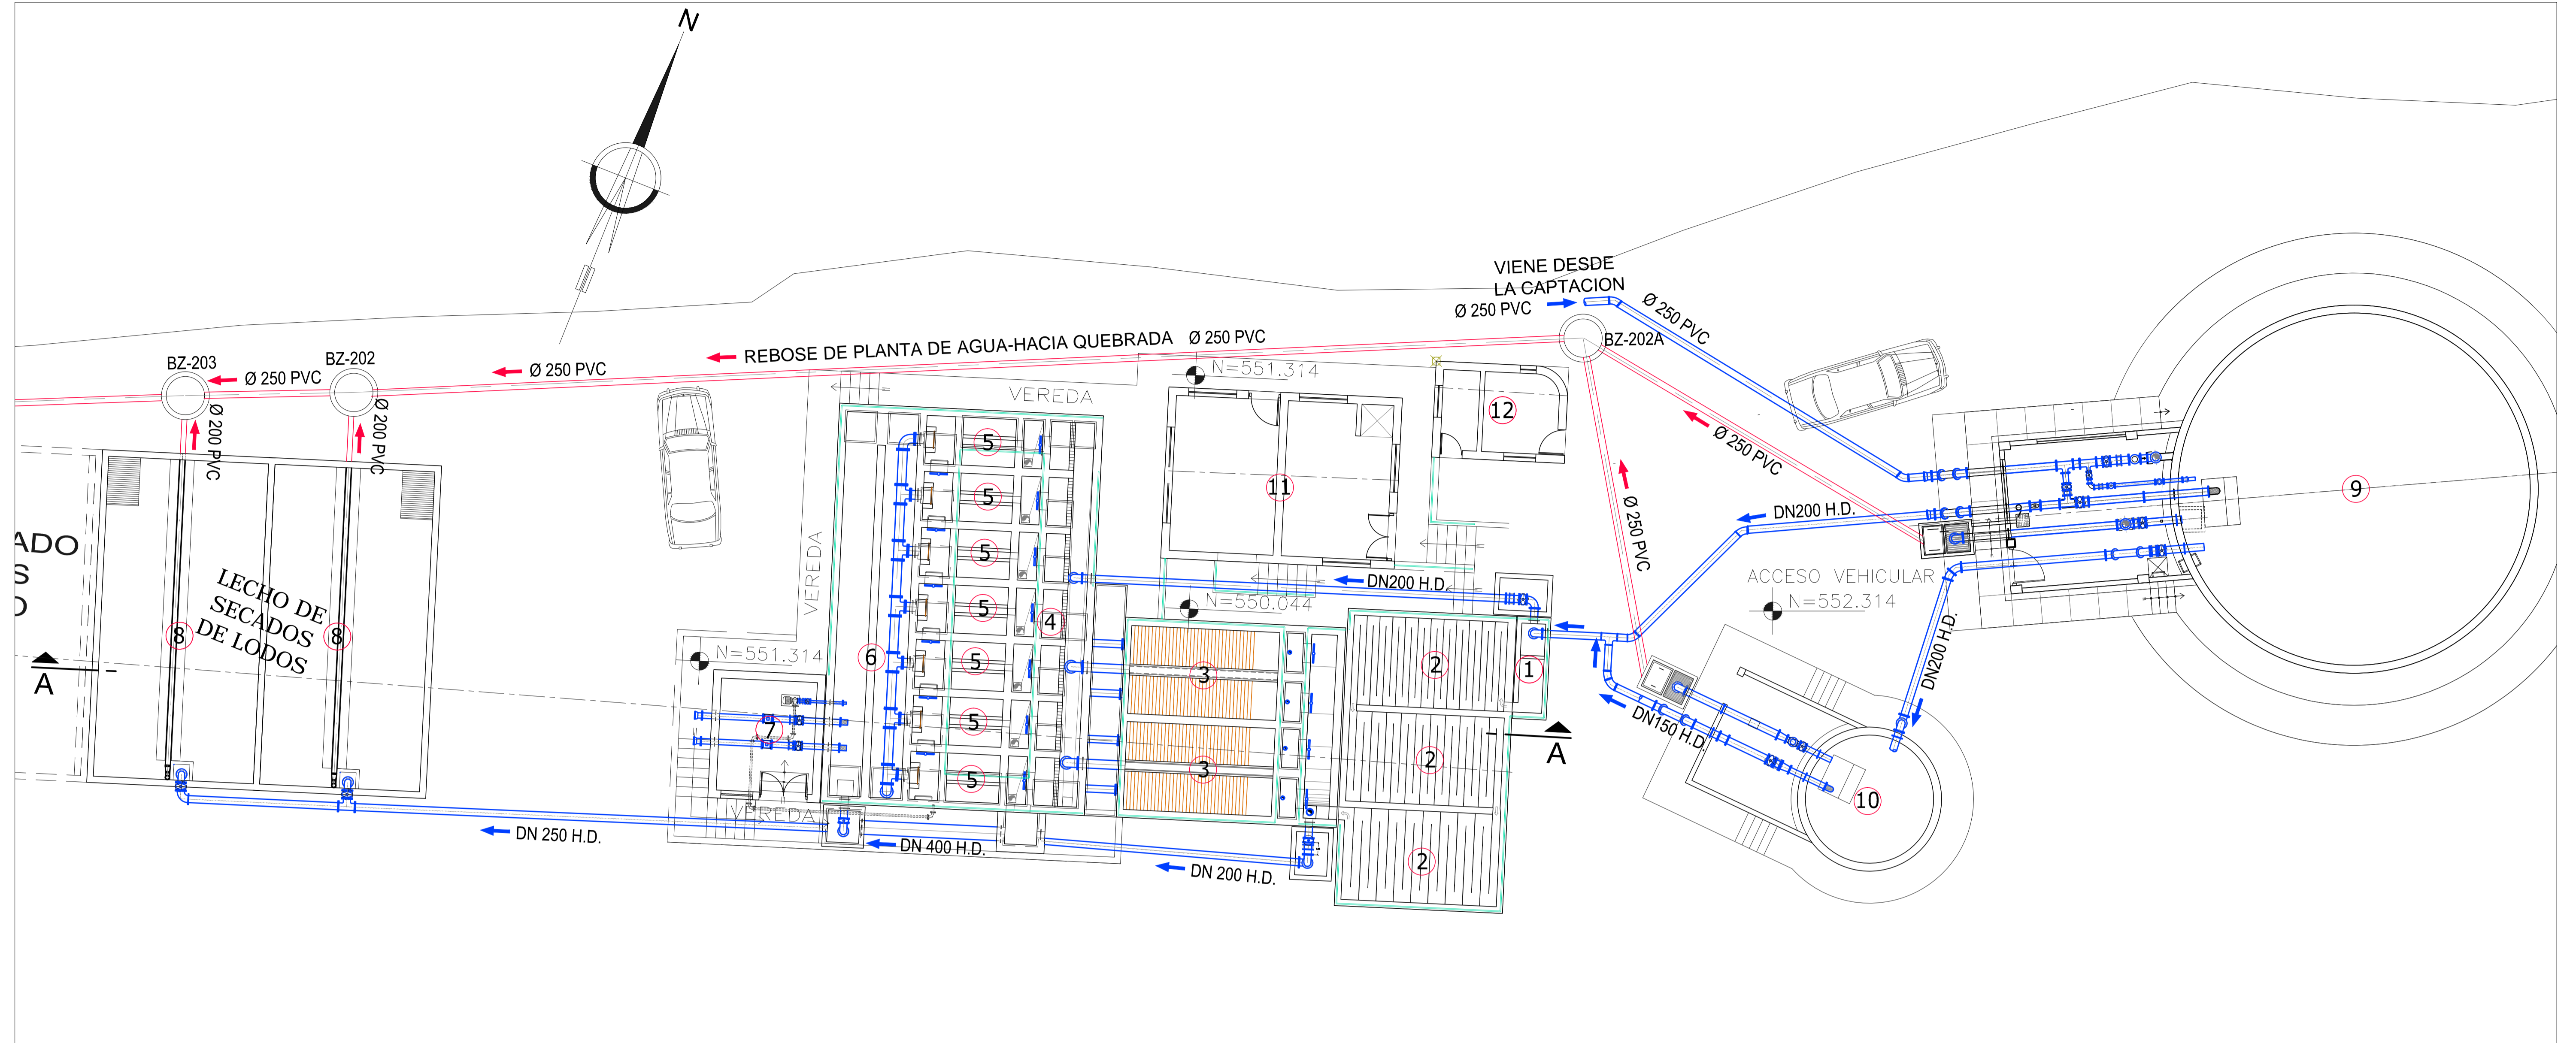 N
VIENE DESDE
LA CAPTACION
Ø 250 PVC
Ø 250 PVC
REBOSE DE PLANTA DE AGUA-HACIA QUEBRADA
Ø 250 PVC
BZ-202A
BZ-203
BZ-202
Ø 250 PVC
Ø 250 PVC
Ø 200 PVC
Ø 200 PVC
N=551.314
VEREDA
12
11
Ø 250 PVC
Ø 250 PVC
9
DN200 H.D.
ACCESO VEHICULAR
N=552.314
DN200 H.D.
DN200 H.D.
N=550.044
5
5
5
5
5
5
5
4
6
VEREDA
N=551.314
7
VEREDA
3
3
2
2
2
1
DN150 H.D.
10
A
A
ADO
S
O
LECHO DE
SECADOS
DE LODOS
8
8
DN 250 H.D.
DN 400 H.D.
DN 200 H.D.